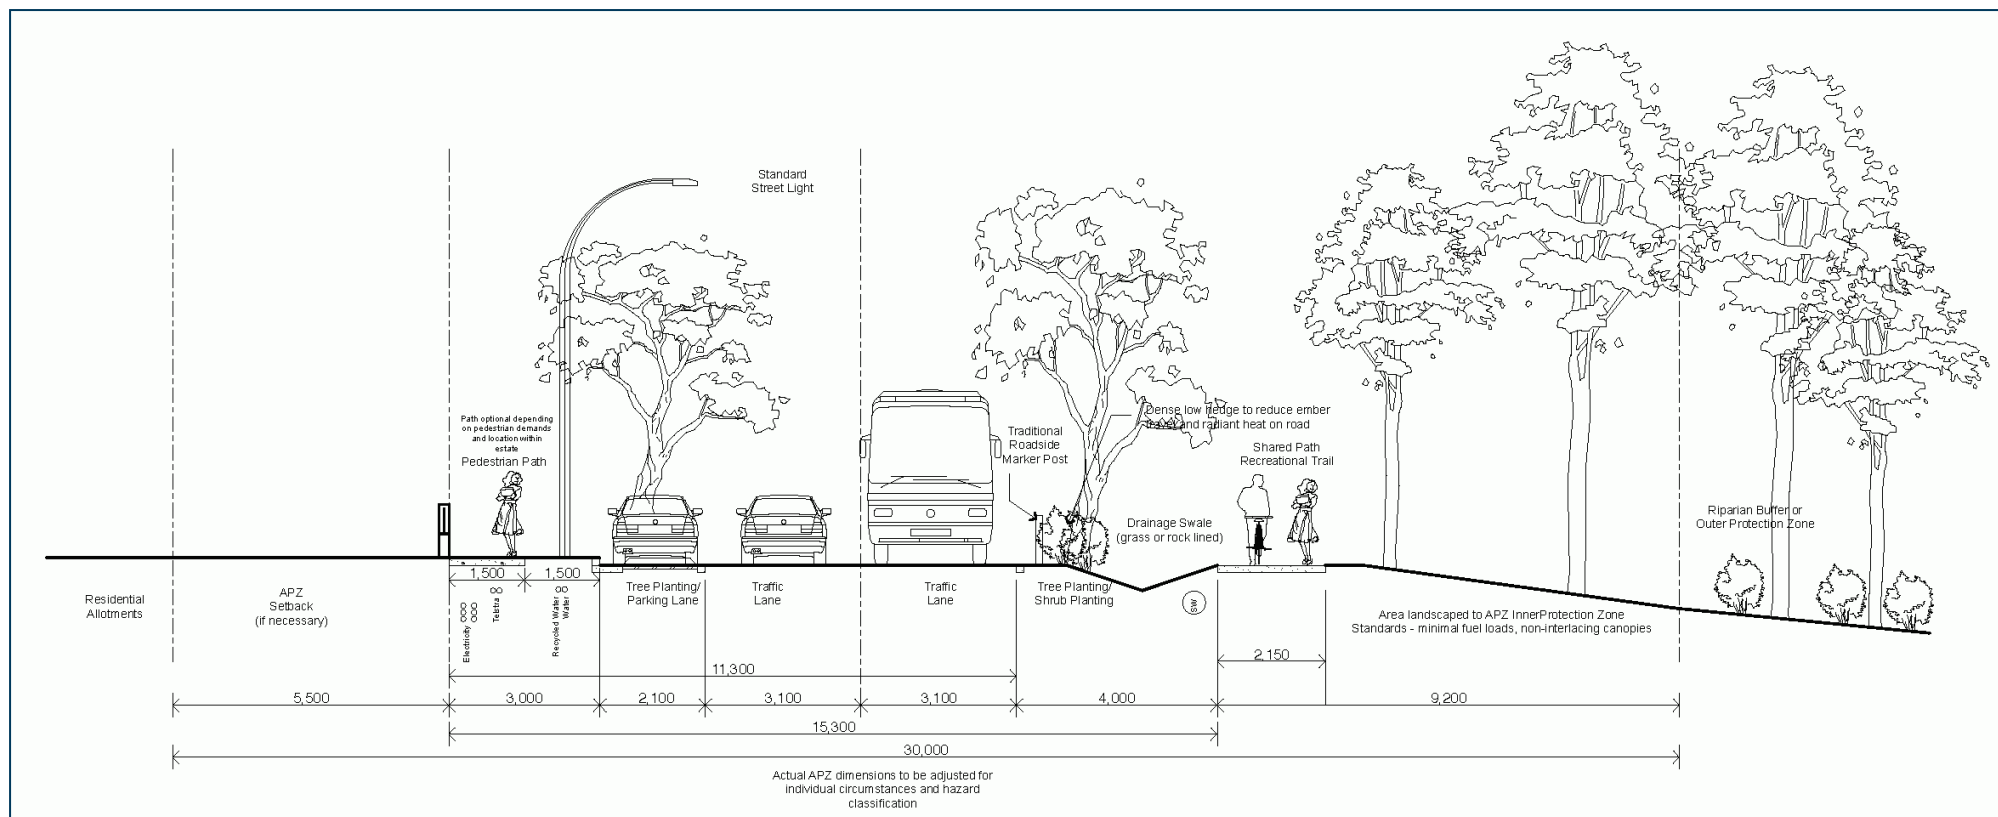 Standard
Street Light
Path optional depending
on pedestrian demands
and location within
estate
Pedestrian Path
Traditional
Roadside
Marker Post
Dense low hedge to reduce ember
travel and radiant heat on road
Shared Path
Recreational Trail
Drainage Swale
(grass or rock lined)
Riparian Buffer or
Outer Protection Zone
Residential
Allotments
APZ
Setback
(if necessary)
1,500
1,500
Electricity
Telstra
Recycled Water
Water
Tree Planting/
Parking Lane
Traffic
Lane
Traffic
Lane
Tree Planting/
Shrub Planting
SW
Area landscaped to APZ InnerProtection Zone
Standards - minimal fuel loads, non-interlacing canopies
2,150
11,300
5,500
3,000
2,100
3,100
3,100
4,000
9,200
15,300
30,000
Actual APZ dimensions to be adjusted for
individual circumstances and hazard
classification